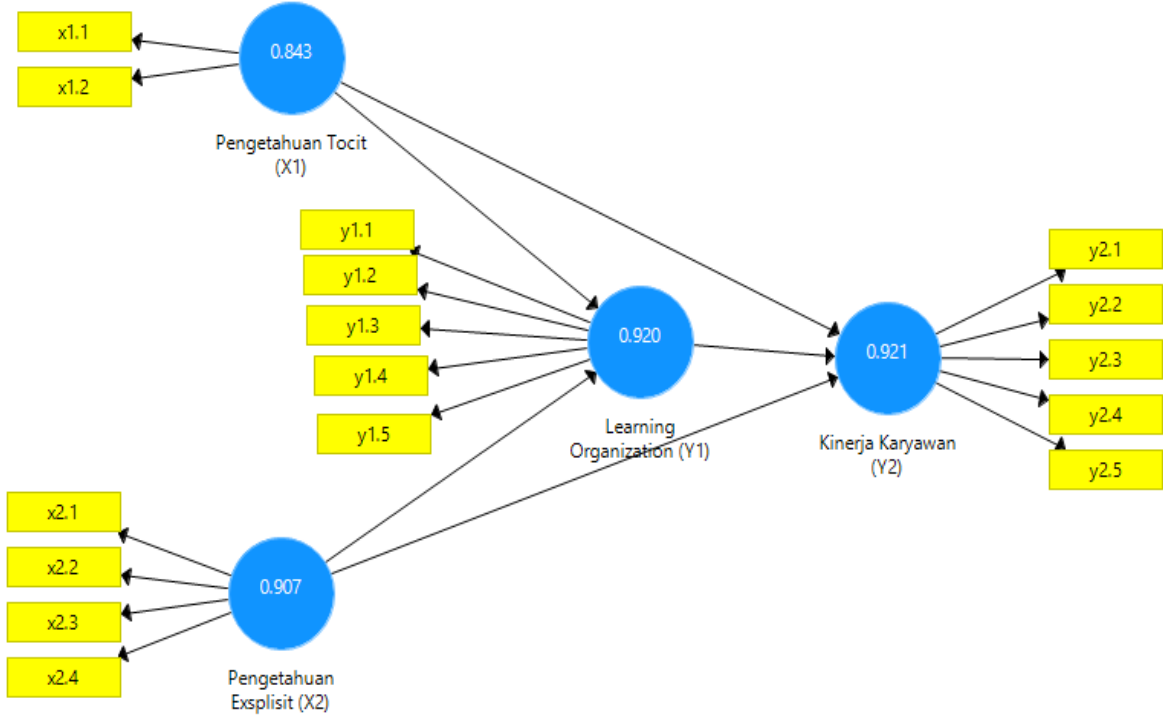 x1.1
x1.2
0.843
Pengetahuan Tocit
(X1)
y1.1
y1.2
y1.3
y1.4
y1.5
0.920
Learning
Organization (Y1)
0.921
Kinerja Karyawan
(Y2)
y2.1
y2.2
y2.3
y2.4
y2.5
x2.1
x2.2
x2.3
x2.4
0.907
Pengetahuan
Exsplisit (X2)